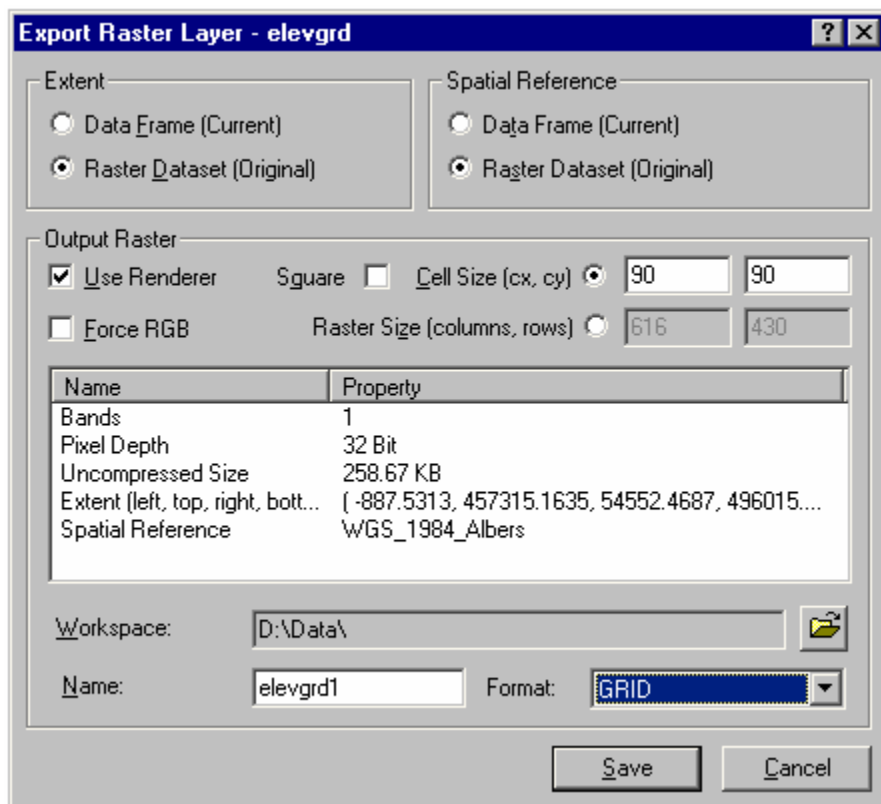 Export Raster Layer - elevgrd
Extent
Data Frame (Current)
Raster Dataset (Original)
Spatial Reference
Data Frame (Current)
Raster Dataset (Original)
Output Raster
Use Renderer Square Cell Size (cx, cy) 90 90
Force RGB Raster Size (columns, rows) 616 430
Name Property
Bands 1
Pixel Depth 32 Bit
Uncompressed Size 258.67 KB
Extent (left, top, right, bott... ( -887.5313, 457315.1635, 54552.4687, 496015....
Spatial Reference WGS_1984_Albers
Workspace: D:\Data\
Name: elevgrd1 Format: GRID
Save Cancel